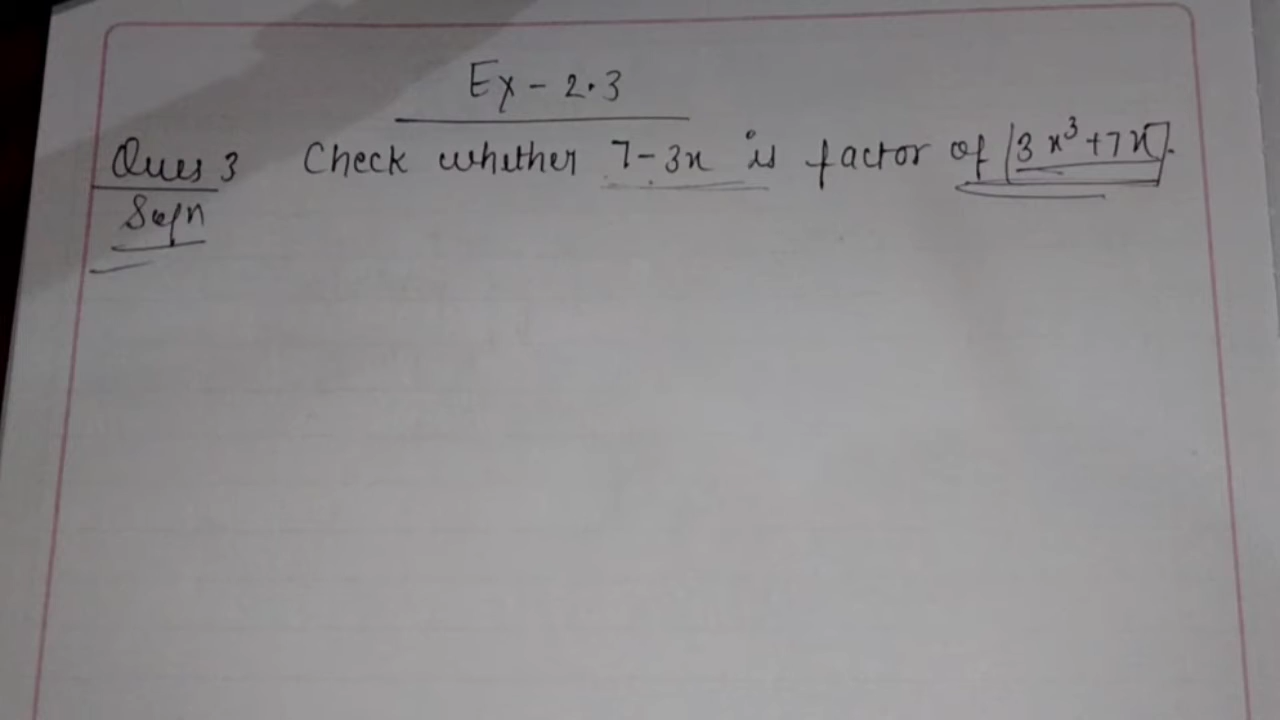 Ex - 2.3
Ques 3 Check whether 7-3x is factor of [3x³+7x].
Soln